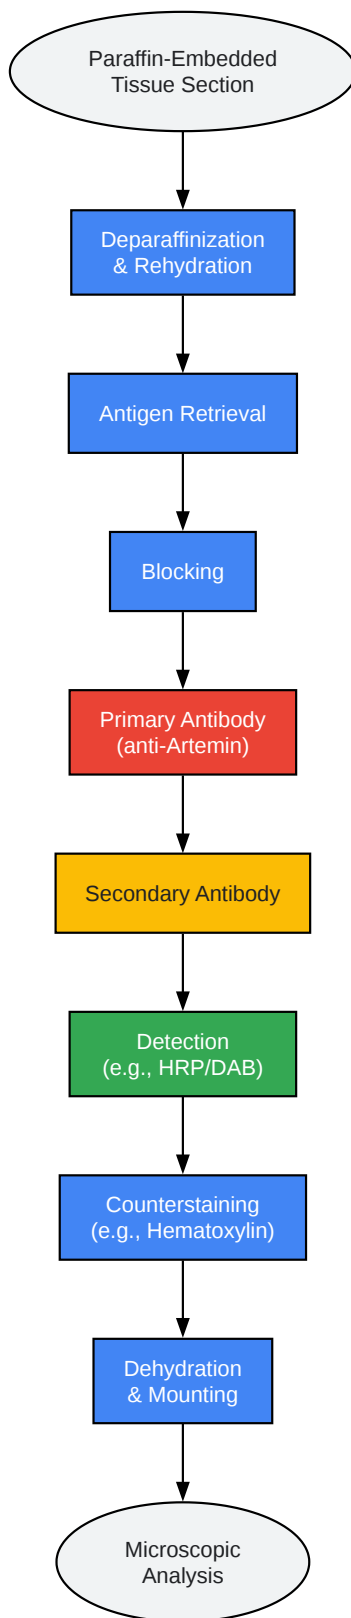 Paraffin-Embedded
Tissue Section
Deparaffinization
& Rehydration
Antigen Retrieval
Blocking
Primary Antibody
(anti-Artemin)
Secondary Antibody
Detection
(e.g., HRP/DAB)
Counterstaining
(e.g., Hematoxylin)
Dehydration
& Mounting
Microscopic
Analysis